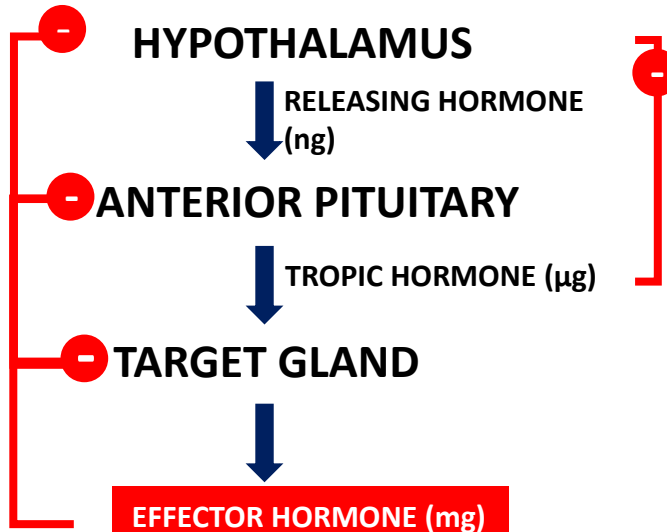 -
HYPOTHALAMUS
-
RELEASING HORMONE
(ng)
-
ANTERIOR PITUITARY
TROPIC HORMONE (µg)
-
TARGET GLAND
EFFECTOR HORMONE (mg)